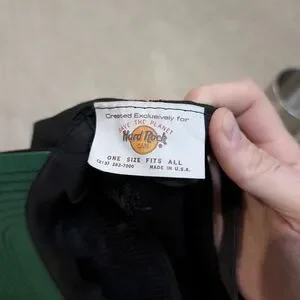 Created Exclusively for
SAVE THE PLANET
Hard Rock
CAFE
ONE SIZE FITS ALL
MADE IN U.S.A.